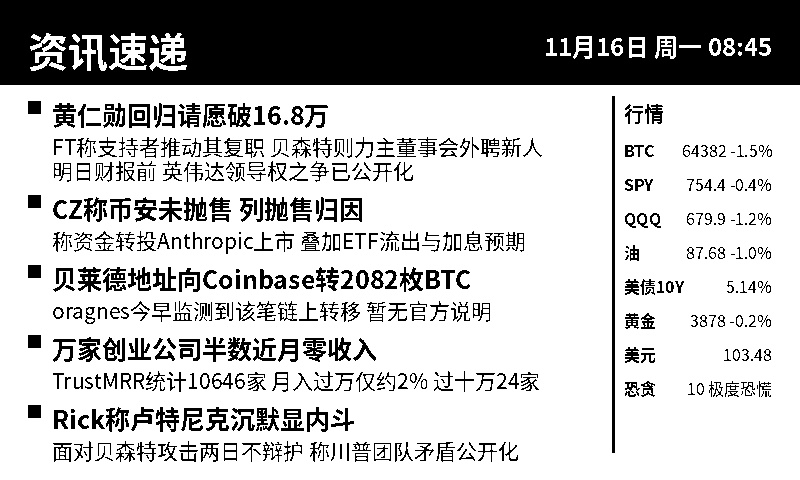 资讯速递
11月16日 周一 08:45
黄仁勋回归请愿破16.8万
FT称支持者推动其复职 贝森特则力主董事会外聘新人
明日财报前 英伟达领导权之争已公开化
CZ称币安未抛售 列抛售归因
称资金转投Anthropic上市 叠加ETF流出与加息预期
贝莱德地址向Coinbase转2082枚BTC
oragnes今早监测到该笔链上转移 暂无官方说明
万家创业公司半数近月零收入
TrustMRR统计10646家 月入过万仅约2% 过十万24家
Rick称卢特尼克沉默显内斗
面对贝森特攻击两日不辩护 称川普团队矛盾公开化
行情
BTC 64382 -1.5%
SPY 754.4 -0.4%
QQQ 679.9 -1.2%
油 87.68 -1.0%
美债10Y 5.14%
黄金 3878 -0.2%
美元 103.48
恐贪 10 极度恐慌